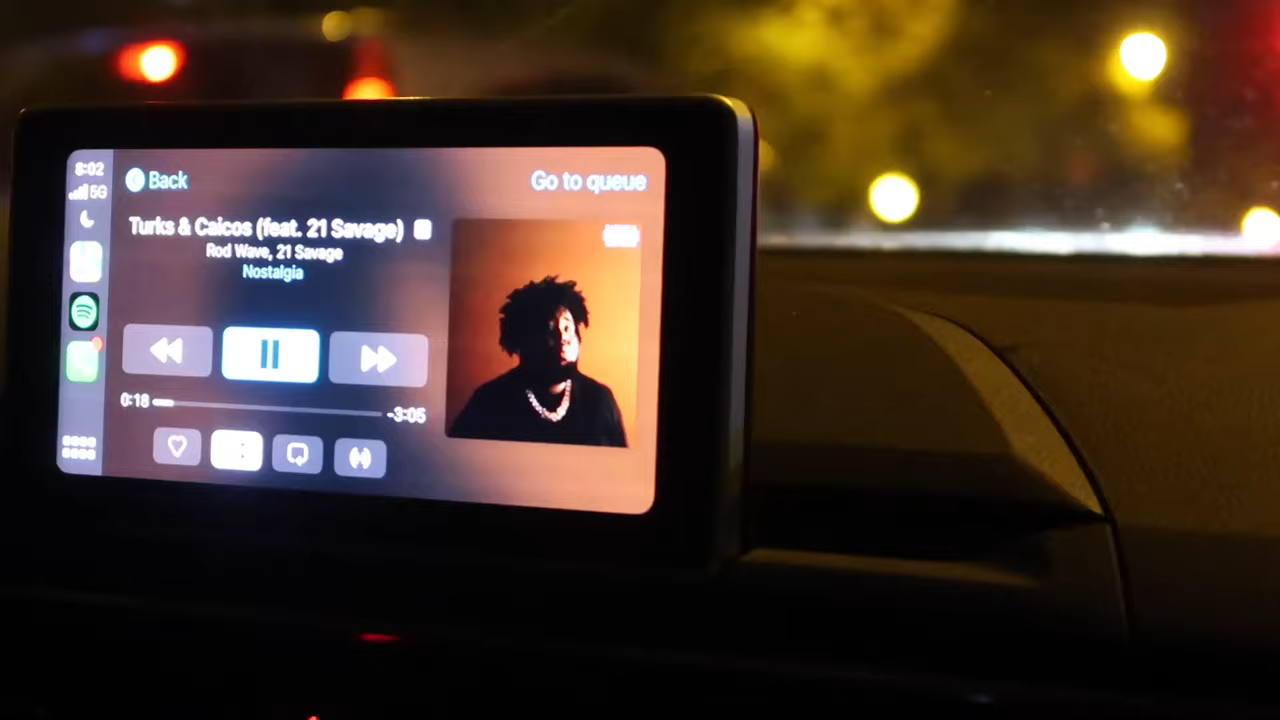 8:02
5G
Back
Go to queue
Turks & Caicos (feat. 21 Savage)
Rod Wave, 21 Savage
Nostalgia
0:18
-3:05